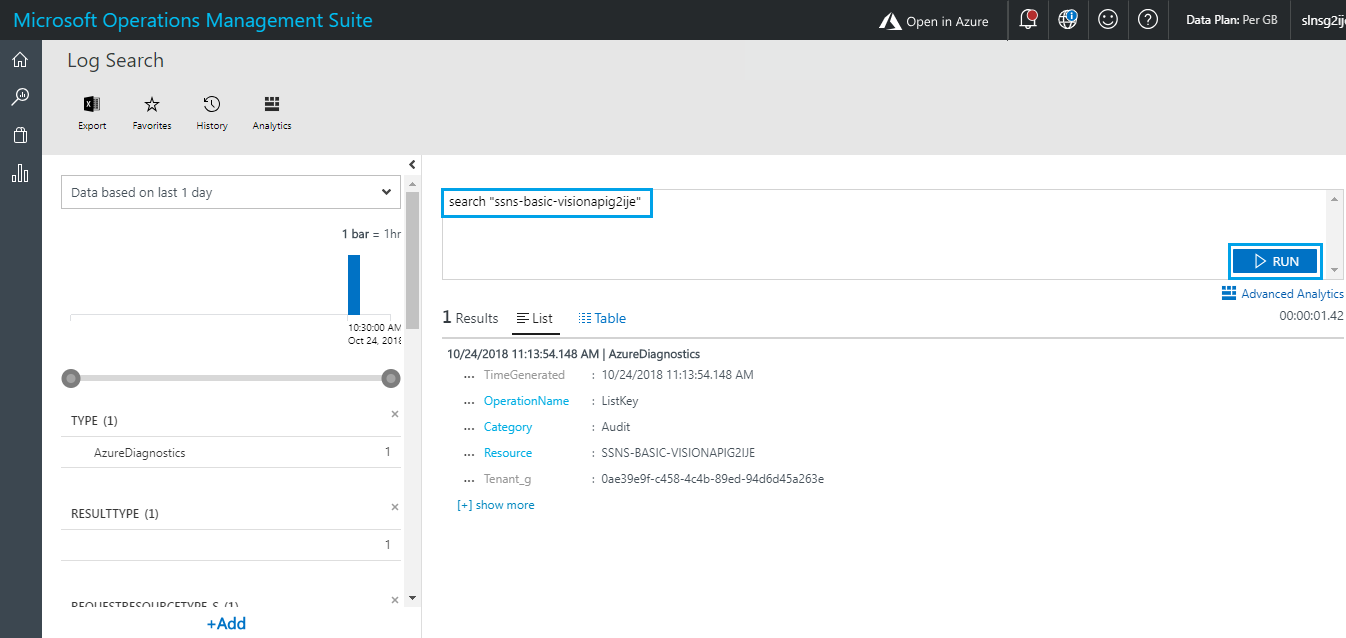 Microsoft Operations Management Suite
Open in Azure
Data Plan: Per GB
slnsg2ije
Log Search
Export Favorites History Analytics
Data based on last 1 day
1 bar = 1hr
10:30:00 AM
Oct 24, 2018
TYPE (1)
AzureDiagnostics 1
RESULTTYPE (1)
1
REQUESTRESOURCETYPE_S (1)
+Add
search "ssns-basic-visionapig2ije"
RUN
Advanced Analytics
1 Results List Table
00:00:01.42
10/24/2018 11:13:54.148 AM | AzureDiagnostics
... TimeGenerated : 10/24/2018 11:13:54.148 AM
... OperationName : ListKey
... Category : Audit
... Resource : SSNS-BASIC-VISIONAPIG2IJE
... Tenant_g : 0ae39e9f-c458-4c4b-89ed-94d6d45a263e
[+] show more